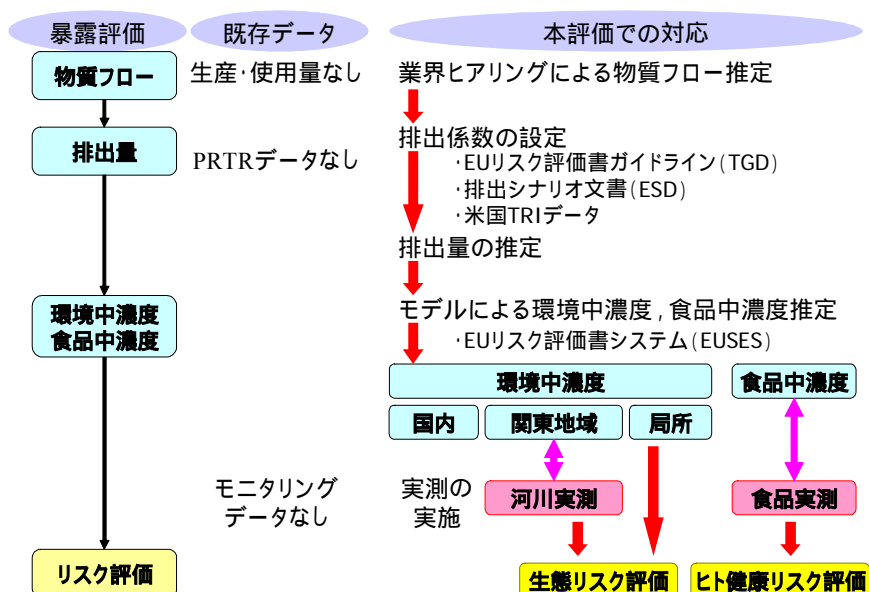 暴露評価
既存データ
本評価での対応
物質フロー
生産・使用量なし
業界ヒアリングによる物質フロー推定
排出量
PRTRデータなし
排出係数の設定
・EUリスク評価書ガイドライン(TGD)
・排出シナリオ文書(ESD)
・米国TRIデータ
排出量の推定
環境中濃度
食品中濃度
モデルによる環境中濃度,食品中濃度推定
・EUリスク評価書システム(EUSES)
環境中濃度
食品中濃度
国内
関東地域
局所
モニタリング
データなし
実測の
実施
河川実測
食品実測
リスク評価
生態リスク評価
ヒト健康リスク評価